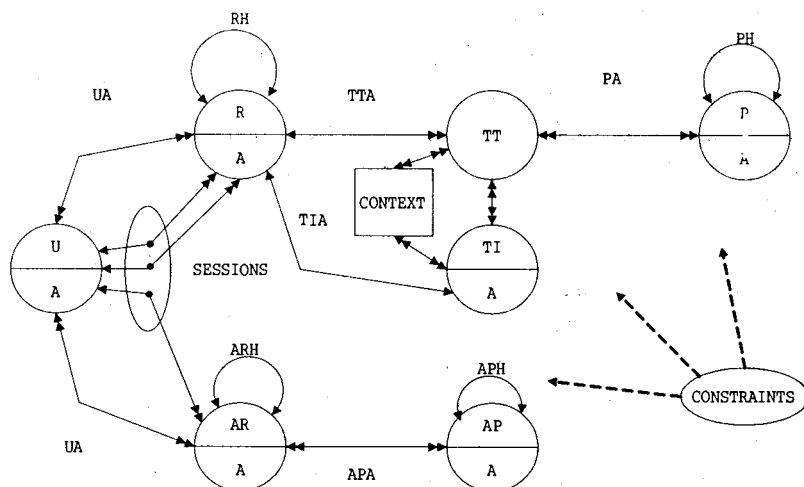 RH
PH
UA
TTA
PA
R
A
TT
P
A
CONTEXT
TIA
U
A
SESSIONS
TI
A
ARH
APH
CONSTRAINTS
AR
A
AP
A
UA
APA